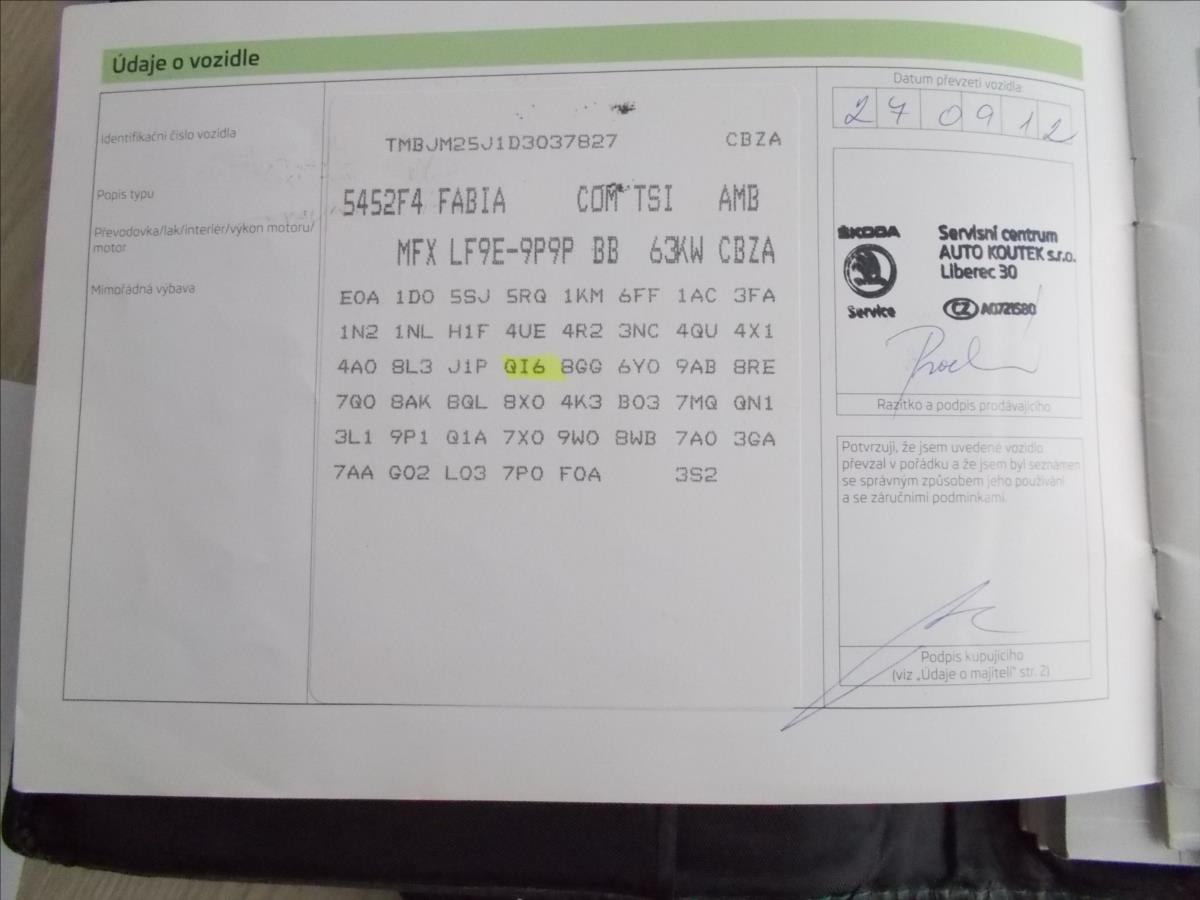 Údaje o vozidle
Identifikační číslo vozidla
TMBJM25J1D3037827 CBZA
Popis typu
5452F4 FABIA COM TSI AMB
Převodovka/lak/interiér/výkon motoru/
motor
MFX LF9E-9P9P BB 63KW CBZA
Mimořádná výbava
E0A 1D0 5SJ 5RQ 1KM 6FF 1AC 3FA
1N2 1NL H1F 4UE 4R2 3NC 4QU 4X1
4A0 8L3 J1P QI6 8GG 6Y0 9AB 8RE
7Q0 8AK 8QL 8X0 4K3 B03 7MQ QN1
3L1 9P1 Q1A 7X0 9W0 8WB 7A0 3GA
7AA G02 L03 7P0 F0A 3S2
Datum převzetí vozidla:
27 09 12
ŠKODA
Service
Servisní centrum
AUTO KOUTEK s.r.o.
Liberec 30
CZ A0721580
Razítko a podpis prodávajícího
Potvrzuji, že jsem uvedené vozidlo
převzal v pořádku a že jsem byl seznámen
se správným způsobem jeho používání
a se záručními podmínkami.
Podpis kupujícího
(viz „Údaje o majiteli" str. 2)